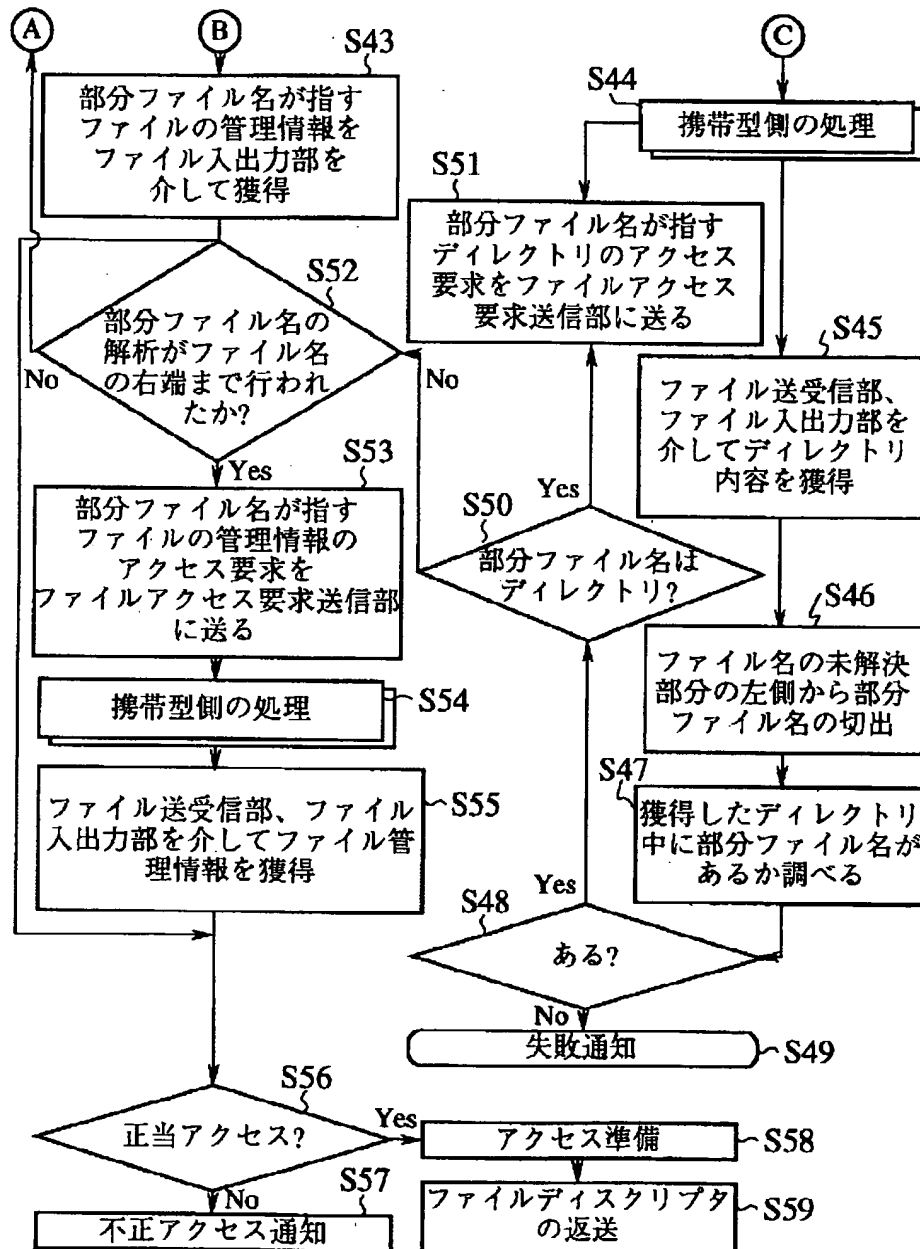 A
B
S43
部分ファイル名が指す
ファイルの管理情報を
ファイル入出力部を
介して獲得
S52
部分ファイル名の
解析がファイル名
の右端まで行われ
たか?
No
Yes
S53
部分ファイル名が指す
ファイルの管理情報の
アクセス要求を
ファイルアクセス要求送信部
に送る
携帯型側の処理
S54
ファイル送受信部、ファイル
入出力部を介してファイル管
理情報を獲得
S55
S56
正当アクセス?
Yes
No
S57
不正アクセス通知
アクセス準備
S58
ファイルディスクリプタ
の返送
S59
C
S44
携帯型側の処理
S51
部分ファイル名が指す
ディレクトリのアクセス
要求をファイルアクセス
要求送信部に送る
S45
ファイル送受信部、
ファイル入出力部を
介してディレクトリ
内容を獲得
S46
ファイル名の未解決
部分の左側から部分
ファイル名の切出
S47
獲得したディレクトリ
中に部分ファイル名が
あるか調べる
S48
ある?
Yes
No
失敗通知
S49
S50
部分ファイル名は
ディレクトリ?
Yes
No